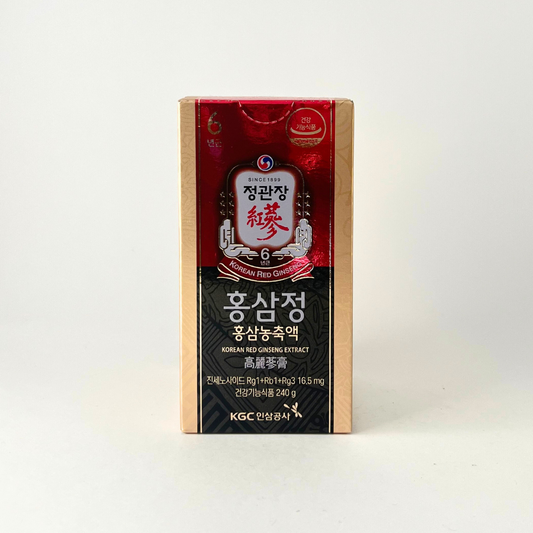 6
년근
건강
기능식품
SINCE 1899
정관장
紅蔘
6
년근
KOREAN RED GINSENG
홍삼정
홍삼농축액
KOREAN RED GINSENG EXTRACT
高麗蔘膏
진세노사이드 Rg1+Rb1+Rg3 16.5 mg
건강기능식품 240 g
KGC 인삼공사